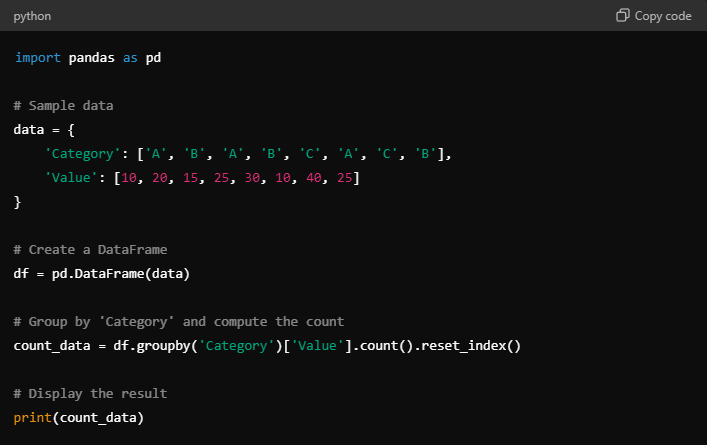 python
Copy code
import pandas as pd
# Sample data
data = {
    'Category': ['A', 'B', 'A', 'B', 'C', 'A', 'C', 'B'],
    'Value': [10, 20, 15, 25, 30, 10, 40, 25]
}
# Create a DataFrame
df = pd.DataFrame(data)
# Group by 'Category' and compute the count
count_data = df.groupby('Category')['Value'].count().reset_index()
# Display the result
print(count_data)